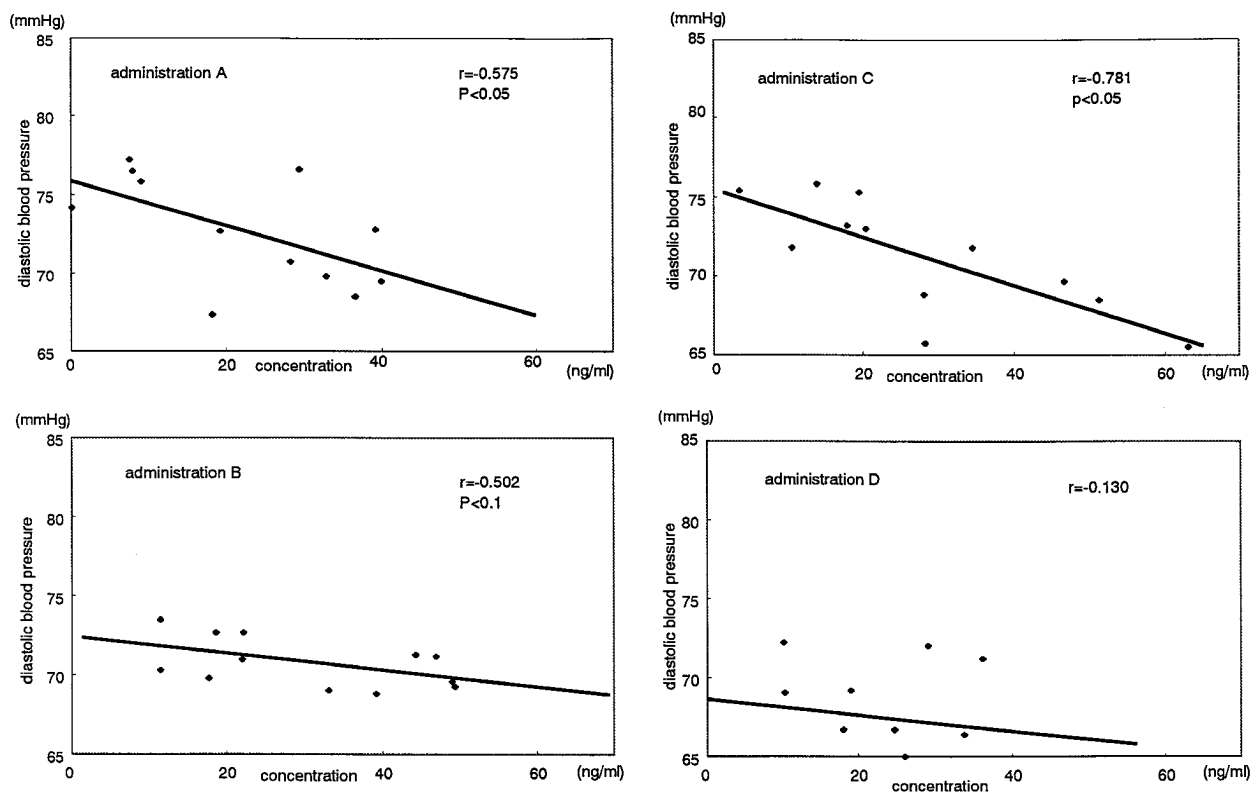 (mmHg)
85
80
75
70
65
diastolic blood pressure
administration A
r=-0.575
P<0.05
0
20
40
60
concentration
(ng/ml)
(mmHg)
85
80
75
70
65
diastolic blood pressure
administration C
r=-0.781
p<0.05
0
20
40
60
concentration
(ng/ml)
(mmHg)
85
80
75
70
65
diastolic blood pressure
administration B
r=-0.502
P<0.1
0
20
40
60
concentration
(ng/ml)
(mmHg)
85
80
75
70
65
diastolic blood pressure
administration D
r=-0.130
0
20
40
60
concentration
(ng/ml)